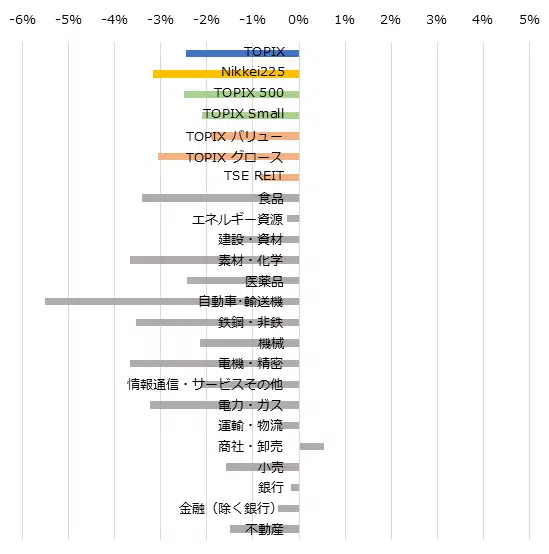 -6% -5% -4% -3% -2% -1% 0% 1% 2% 3% 4% 5%
TOPIX
Nikkei225
TOPIX 500
TOPIX Small
TOPIX バリュー
TOPIX グロース
TSE REIT
食品
エネルギー資源
建設・資材
素材・化学
医薬品
自動車･輸送機
鉄鋼・非鉄
機械
電機・精密
情報通信・サービスその他
電力・ガス
運輸・物流
商社・卸売
小売
銀行
金融（除く銀行）
不動産